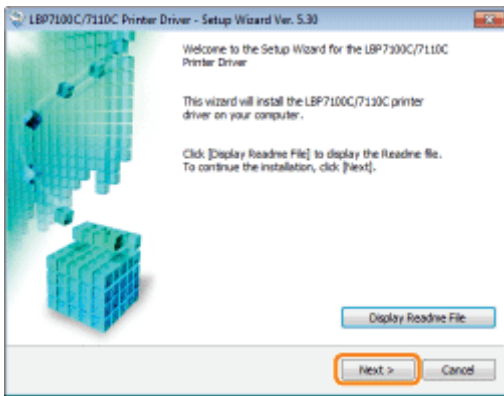 LBP7100C/7110C Printer Driver - Setup Wizard Ver. 5.30
Welcome to the Setup Wizard for the LBP7100C/7110C
Printer Driver
This wizard will install the LBP7100C/7110C printer
driver on your computer.
Click [Display Readme File] to display the Readme file.
To continue the installation, click [Next].
Display Readme File
Next >
Cancel